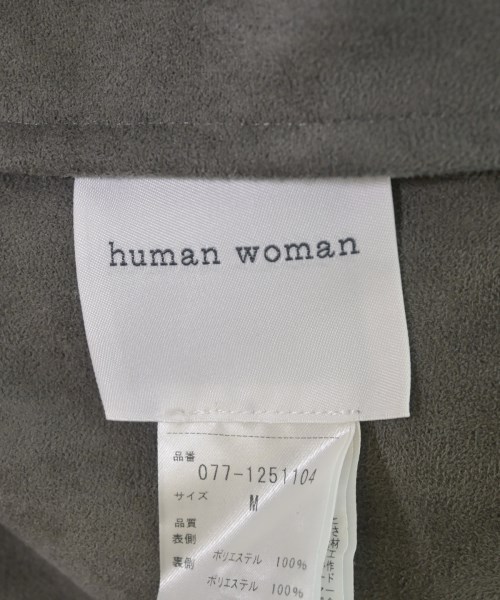 human woman
品番
077-1251104
サイズ M
品質
表側
裏側 ポリエステル 100%
ポリエステル 100%